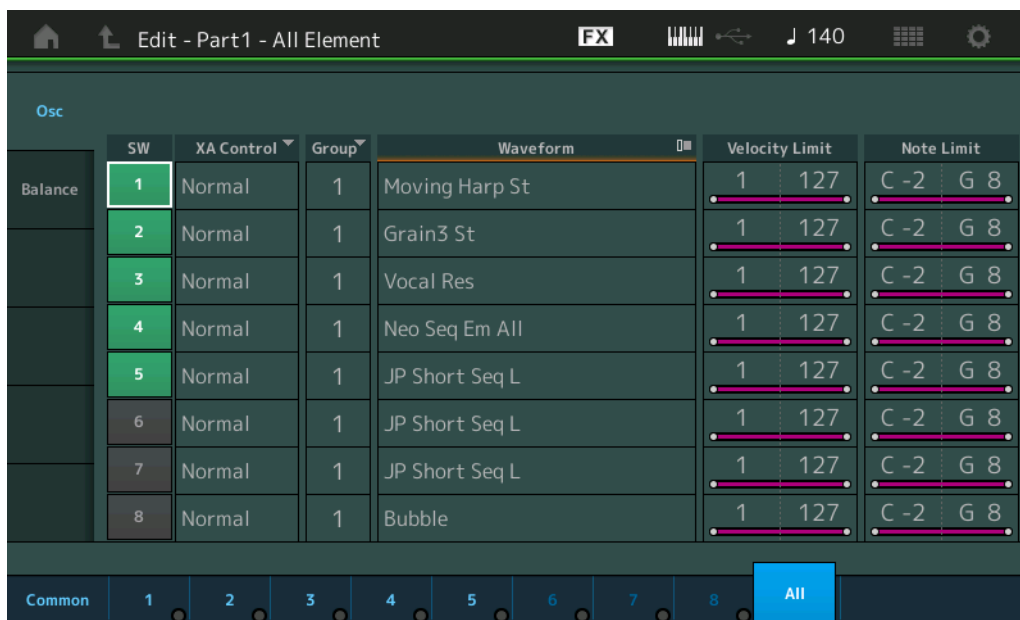 Edit - Part1 - All Element FX 140
Osc
SW XA Control Group Waveform Velocity Limit Note Limit
Balance 1 Normal 1 Moving Harp St 1 127 C -2 G 8
2 Normal 1 Grain3 St 1 127 C -2 G 8
3 Normal 1 Vocal Res 1 127 C -2 G 8
4 Normal 1 Neo Seq Em All 1 127 C -2 G 8
5 Normal 1 JP Short Seq L 1 127 C -2 G 8
6 Normal 1 JP Short Seq L 1 127 C -2 G 8
7 Normal 1 JP Short Seq L 1 127 C -2 G 8
8 Normal 1 Bubble 1 127 C -2 G 8
Common 1 2 3 4 5 6 7 8 All